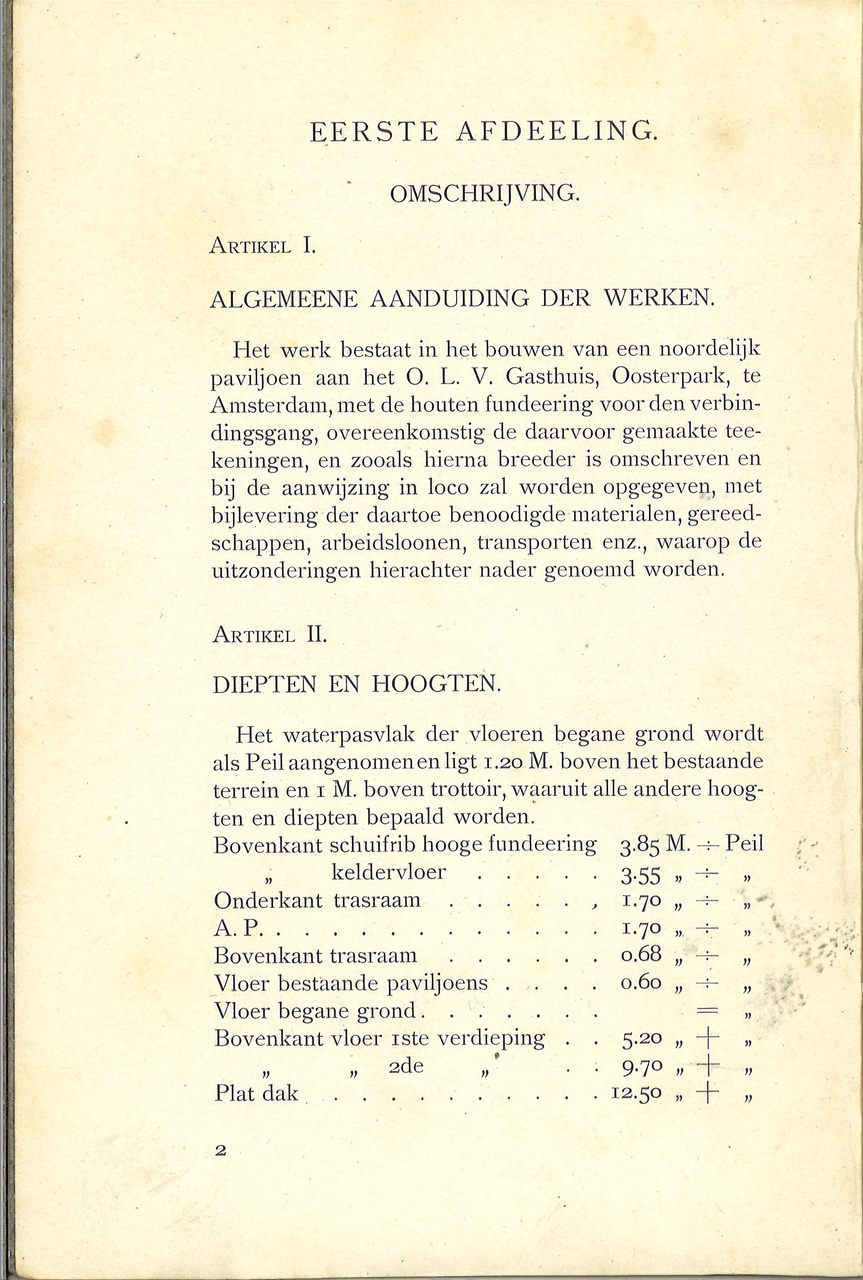 EERSTE AFDEELING.
OMSCHRIJVING.
ARTIKEL I.
ALGEMEENE AANDUIDING DER WERKEN.
Het werk bestaat in het bouwen van een noordelijk
paviljoen aan het O. L. V. Gasthuis, Oosterpark, te
Amsterdam, met de houten fundeering voor den verbin-
dingsgang, overeenkomstig de daarvoor gemaakte tee-
keningen, en zooals hierna breeder is omschreven en
bij de aanwijzing in loco zal worden opgegeven, met
bijlevering der daartoe benoodigde materialen, gereed-
schappen, arbeidsloonen, transporten enz., waarop de
uitzonderingen hierachter nader genoemd worden.
ARTIKEL II.
DIEPTEN EN HOOGTEN.
Het waterpasvlak der vloeren begane grond wordt
als Peil aangenomen en ligt 1.20 M. boven het bestaande
terrein en 1 M. boven trottoir, waaruit alle andere hoog-
ten en diepten bepaald worden.
Bovenkant schuifrib hooge fundeering 3.85 M. ÷ Peil
„ keldervloer . . . . . 3.55 „ ÷ „
Onderkant trasraam . . . . . , 1.70 „ ÷ „
A. P. . . . . . . . . . . . . 1.70 „ ÷ „
Bovenkant trasraam . . . . . . 0.68 „ ÷ „
Vloer bestaande paviljoens . . . . 0.60 „ ÷ „
Vloer begane grond . . . . . . . = „
Bovenkant vloer 1ste verdieping . . 5.20 „ + „
„ „ 2de „ . . 9.70 „ + „
Plat dak . . . . . . . . . . 12.50 „ + „
2